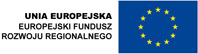 UNIA EUROPEJSKA
EUROPEJSKI FUNDUSZ
ROZWOJU REGIONALNEGO